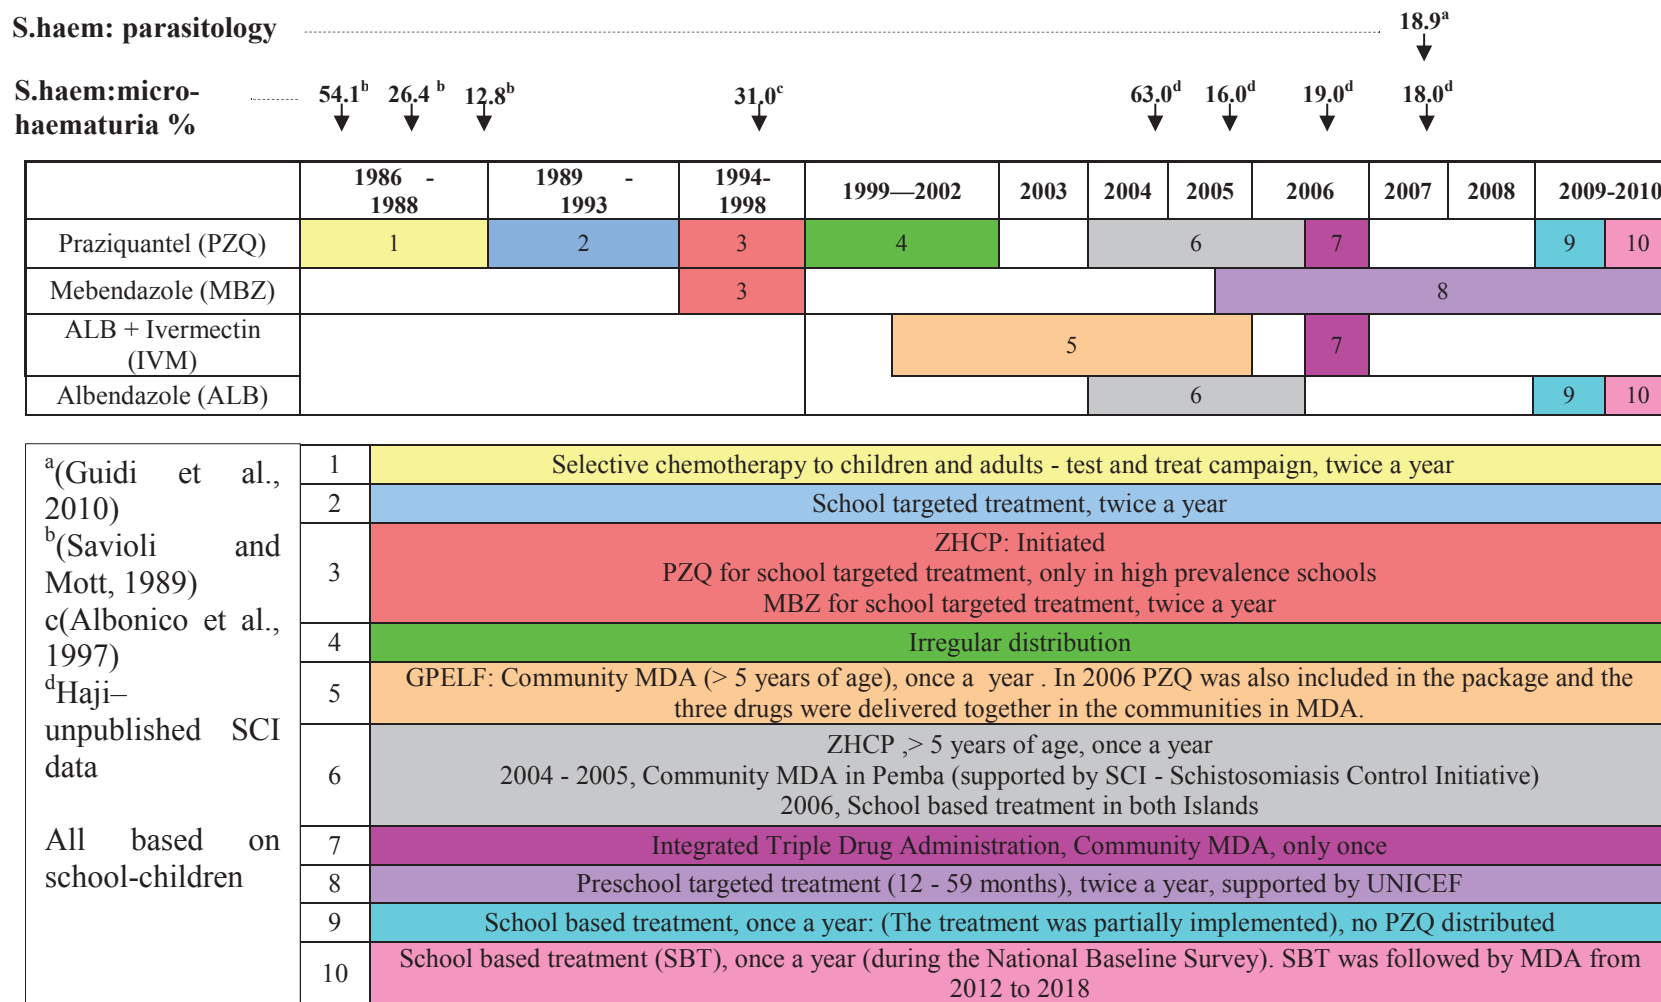 18.9a
S.haem: parasitology
S.haem:micro-
haematuria %
54.1b 26.4 b 12.8b 31.0c 63.0d 16.0d 19.0d 18.0d
1986 - 1988 1989 - 1993 1994-1998 1999—2002 2003 2004 2005 2006 2007 2008 2009-2010
Praziquantel (PZQ) 1 2 3 4 6 7 9 10
Mebendazole (MBZ) 3 8
ALB + Ivermectin
(IVM) 5 7
Albendazole (ALB) 6 9 10
a(Guidi et al.,
2010)
b(Savioli and
Mott, 1989)
c(Albonico et al.,
1997)
dHaji–
unpublished SCI
data
All based on
school-children
1 Selective chemotherapy to children and adults - test and treat campaign, twice a year
2 School targeted treatment, twice a year
3 ZHCP: Initiated
PZQ for school targeted treatment, only in high prevalence schools
MBZ for school targeted treatment, twice a year
4 Irregular distribution
5 GPELF: Community MDA (> 5 years of age), once a year . In 2006 PZQ was also included in the package and the
three drugs were delivered together in the communities in MDA.
6 ZHCP ,> 5 years of age, once a year
2004 - 2005, Community MDA in Pemba (supported by SCI - Schistosomiasis Control Initiative)
2006, School based treatment in both Islands
7 Integrated Triple Drug Administration, Community MDA, only once
8 Preschool targeted treatment (12 - 59 months), twice a year, supported by UNICEF
9 School based treatment, once a year: (The treatment was partially implemented), no PZQ distributed
10 School based treatment (SBT), once a year (during the National Baseline Survey). SBT was followed by MDA from
2012 to 2018